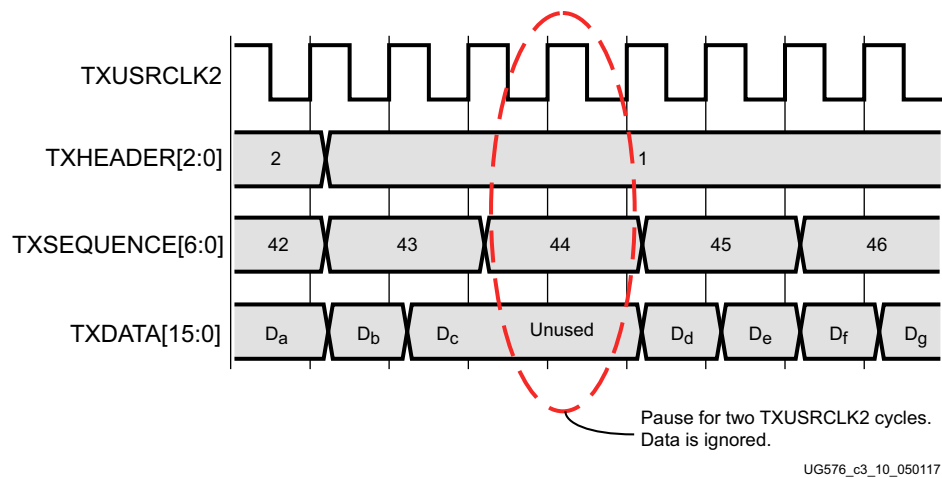 TXUSRCLK2
TXHEADER[2:0] 2 1
TXSEQUENCE[6:0] 42 43 44 45 46
TXDATA[15:0] Da Db Dc Unused Dd De Df Dg
Pause for two TXUSRCLK2 cycles.
Data is ignored.
UG576_c3_10_050117